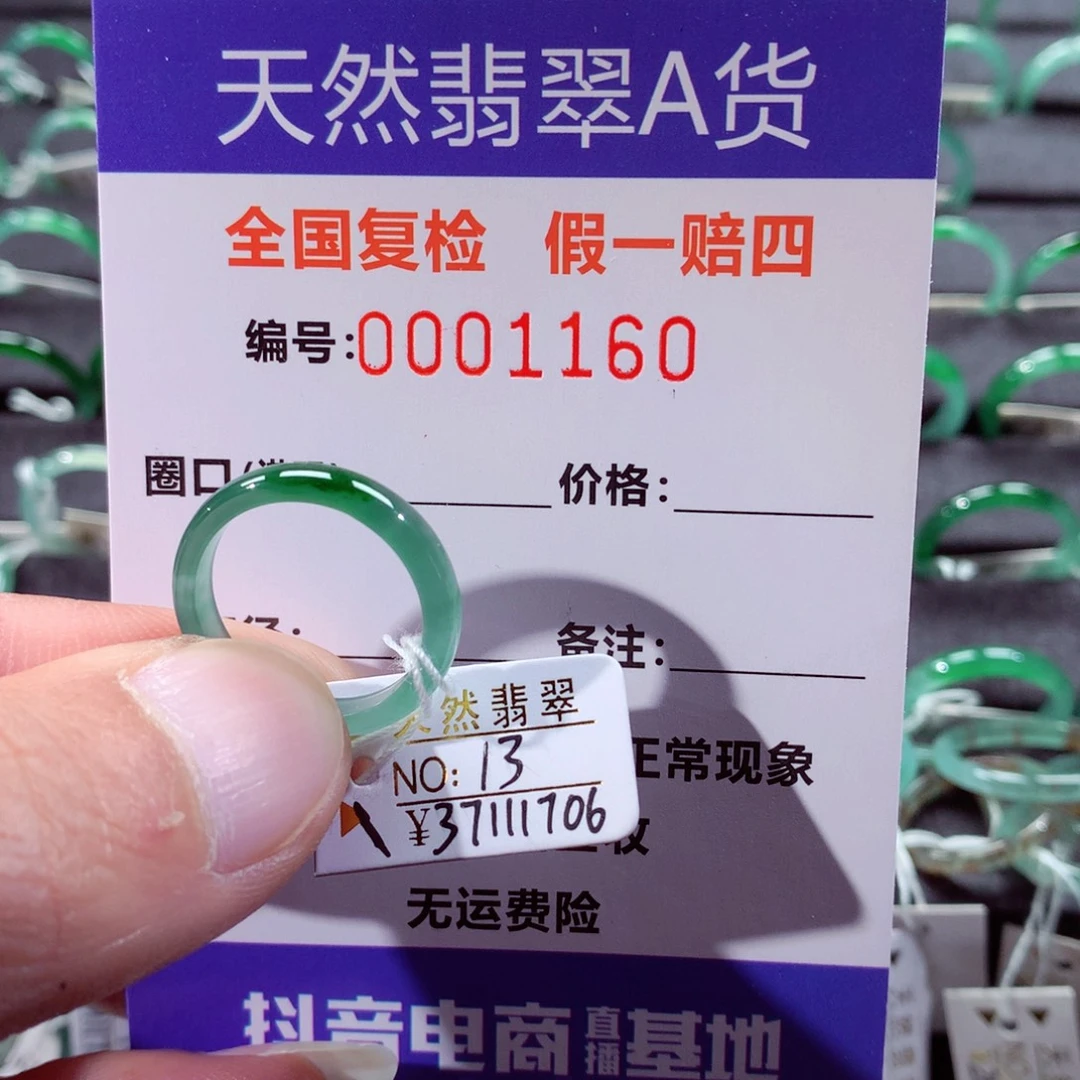 天然翡翠A货
全国复检 假一赔四
编号:0001160
圈口
价格:
备注:
然翡翠
NO: 13
¥37111706
正常现象
无运费险
抖音电商直播基地